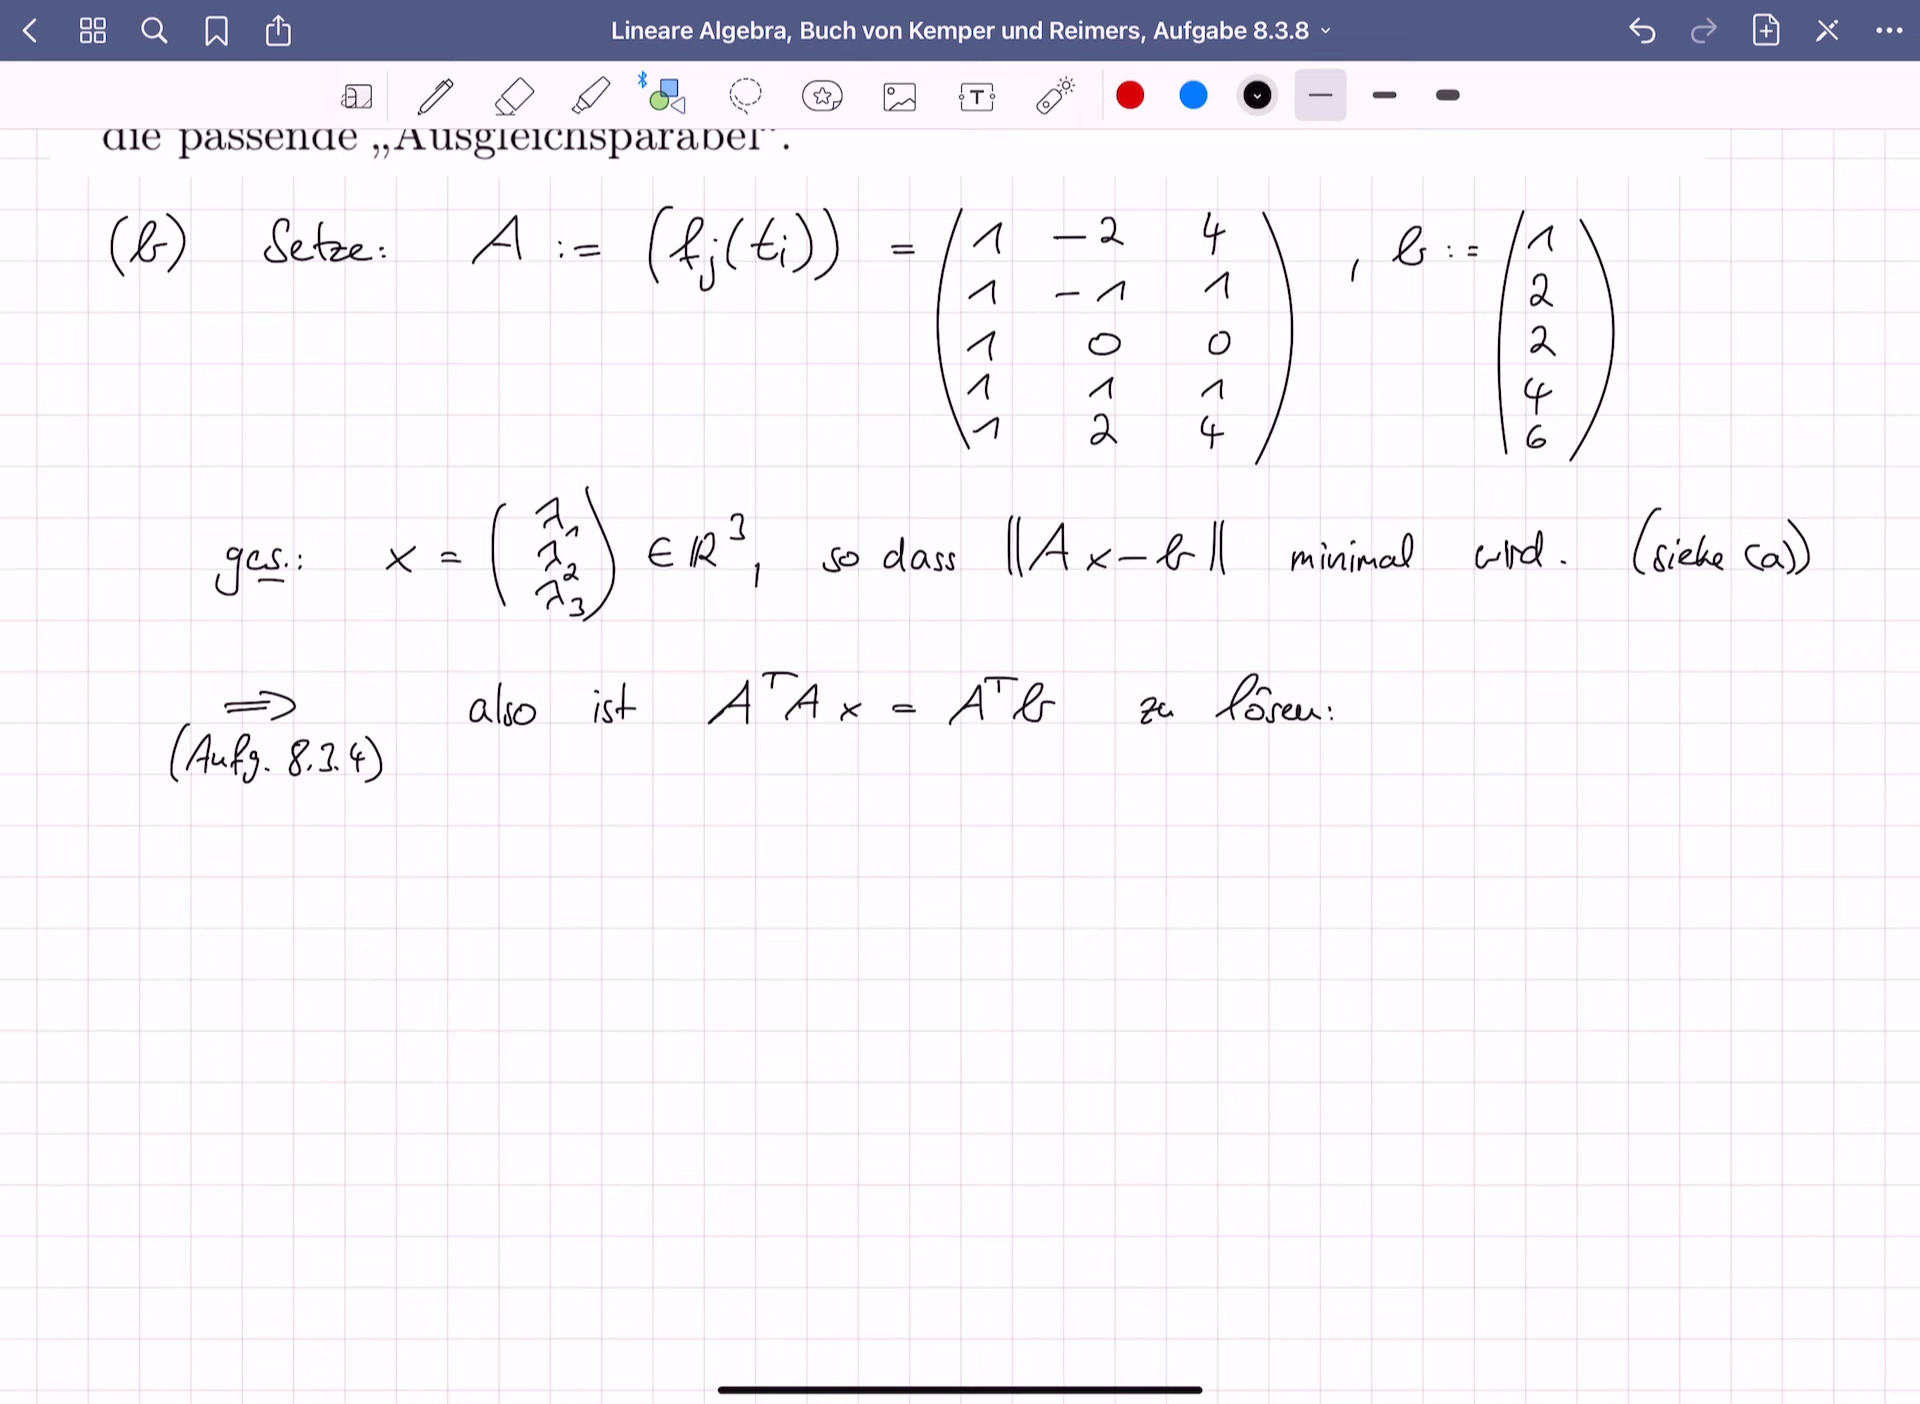 Lineare Algebra, Buch von Kemper und Reimers, Aufgabe 8.3.8
die passende „Ausgleichsparabel“.
(b) Setze: A := (fj(ti)) = ( 1 -2 4 ) , b := ( 1 )
1 -1 1 2
1 0 0 2
1 1 1 4
1 2 4 6
ges.: x = (λ1 λ2 λ3) ∈ ℝ³, so dass ||Ax-b|| minimal wird. (siehe (a))
⟹ also ist AᵀAx = Aᵀb zu lösen:
(Aufg. 8.3.4)